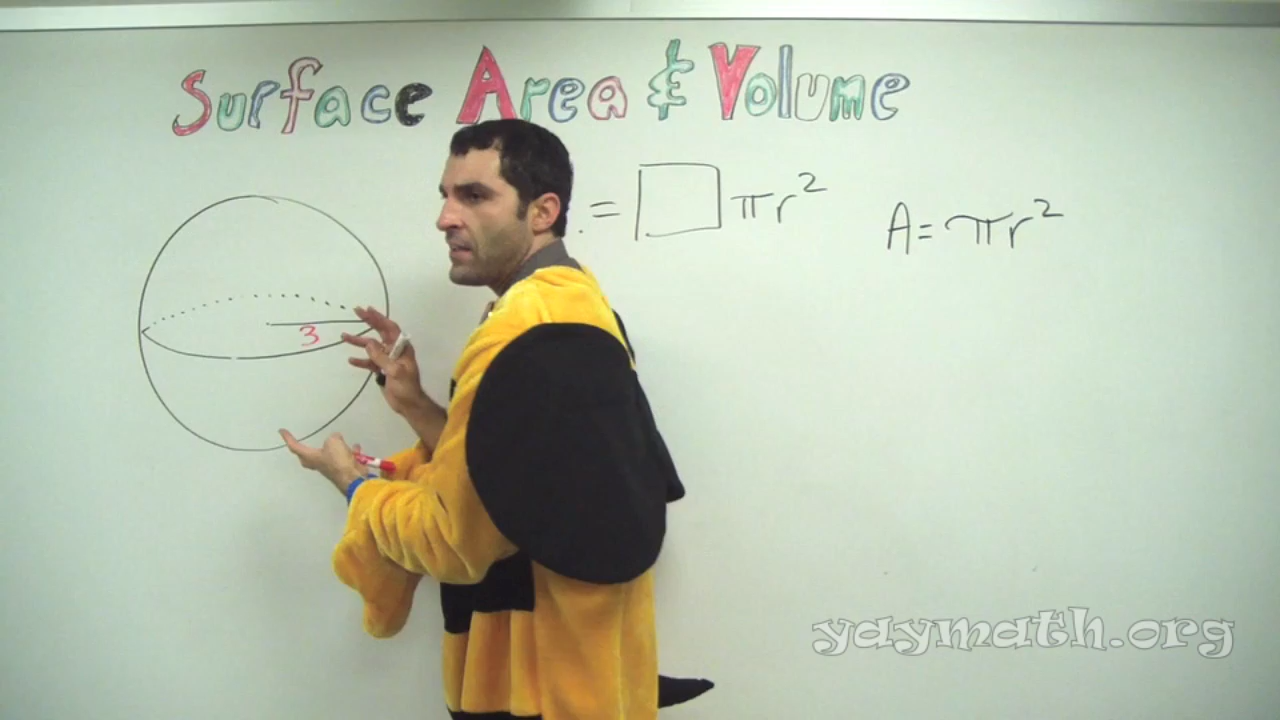 Surface Area & Volume
. = □πr²
A = πr²
3
yaymath.org